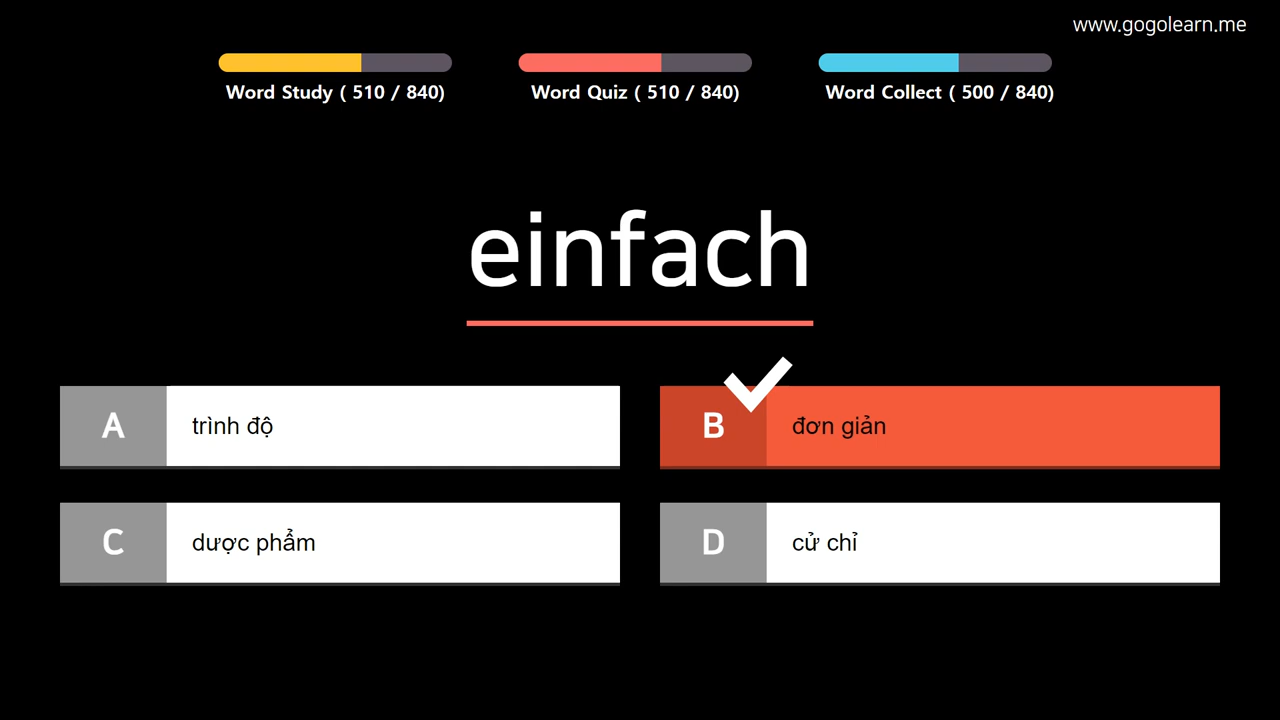 www.gogolearn.me
Word Study ( 510 / 840)
Word Quiz ( 510 / 840)
Word Collect ( 500 / 840)
einfach
A trình độ
B đơn giản
C dược phẩm
D cử chỉ